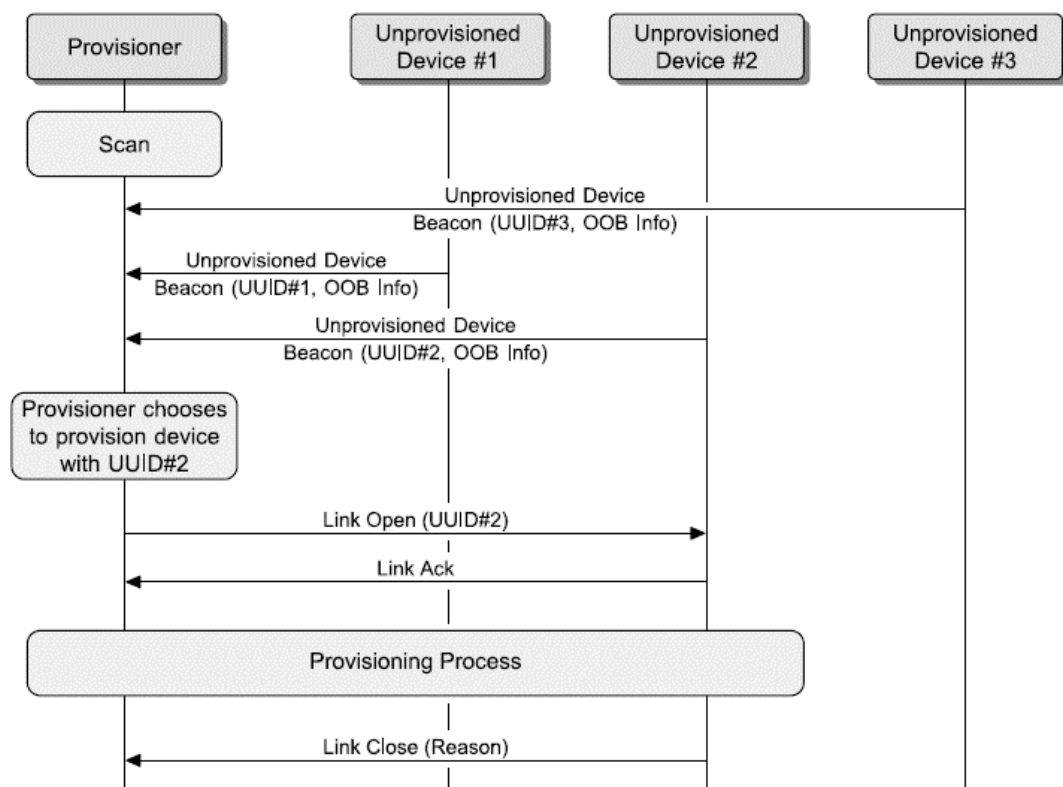 Provisioner
Unprovisioned
Device #1
Unprovisioned
Device #2
Unprovisioned
Device #3
Scan
Unprovisioned Device
Beacon (UUID#3, OOB Info)
Unprovisioned Device
Beacon (UUID#1, OOB Info)
Unprovisioned Device
Beacon (UUID#2, OOB Info)
Provisioner chooses
to provision device
with UUID#2
Link Open (UUID#2)
Link Ack
Provisioning Process
Link Close (Reason)